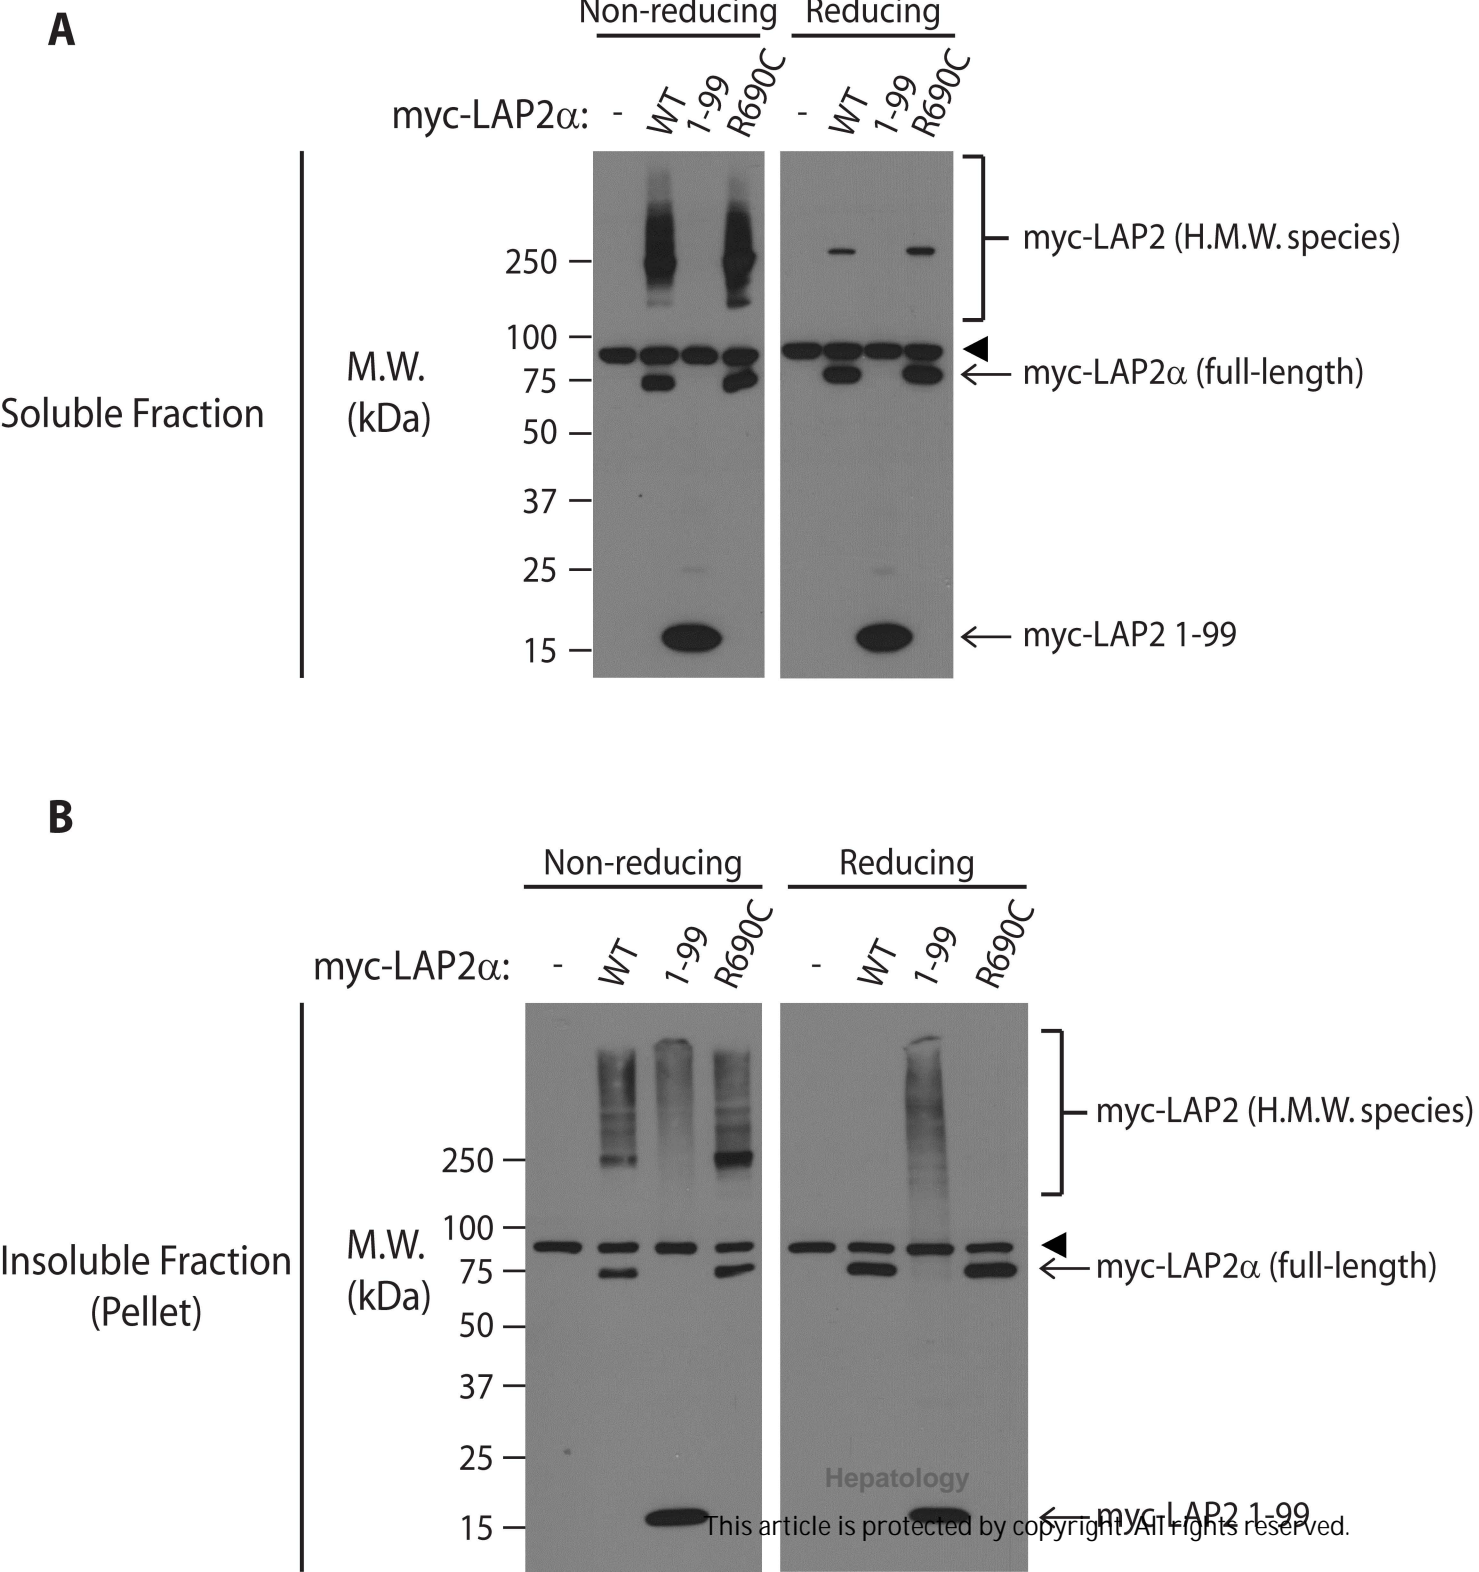 A
Non-reducing Reducing
myc-LAP2α: - WT 1-99 R690C - WT 1-99 R690C
250
100
75
50
37
25
15
M.W.
(kDa)
Soluble Fraction
myc-LAP2 (H.M.W. species)
myc-LAP2α (full-length)
myc-LAP2 1-99
B
Non-reducing Reducing
myc-LAP2α: - WT 1-99 R690C - WT 1-99 R690C
250
100
75
50
37
25
15
M.W.
(kDa)
Insoluble Fraction
(Pellet)
myc-LAP2 (H.M.W. species)
myc-LAP2α (full-length)
myc-LAP2 1-99
Hepatology
This article is protected by copyright. All rights reserved.